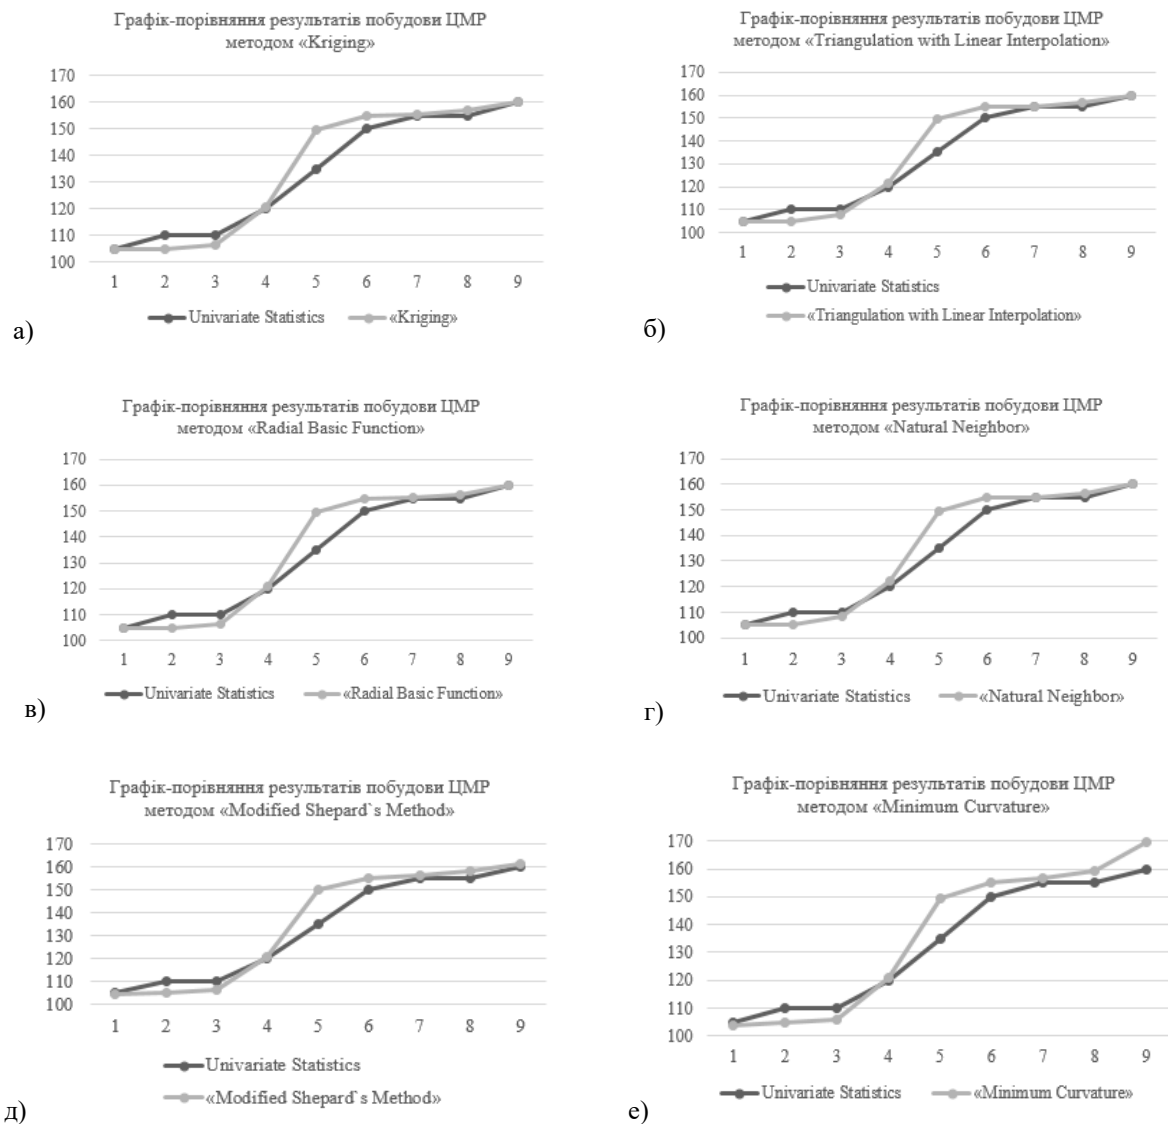 Графік-порівняння результатів побудови ЦМР
методом «Kriging»
170
160
150
140
130
120
110
100
1 2 3 4 5 6 7 8 9
Univariate Statistics «Kriging»
а)
Графік-порівняння результатів побудови ЦМР
методом «Triangulation with Linear Interpolation»
170
160
150
140
130
120
110
100
1 2 3 4 5 6 7 8 9
Univariate Statistics
«Triangulation with Linear Interpolation»
б)
Графік-порівняння результатів побудови ЦМР
методом «Radial Basic Function»
170
160
150
140
130
120
110
100
1 2 3 4 5 6 7 8 9
Univariate Statistics «Radial Basic Function»
в)
Графік-порівняння результатів побудови ЦМР
методом «Natural Neighbor»
170
160
150
140
130
120
110
100
1 2 3 4 5 6 7 8 9
Univariate Statistics «Natural Neighbor»
г)
Графік-порівняння результатів побудови ЦМР
методом «Modified Shepard`s Method»
170
160
150
140
130
120
110
100
1 2 3 4 5 6 7 8 9
Univariate Statistics
«Modified Shepard`s Method»
д)
Графік-порівняння результатів побудови ЦМР
методом «Minimum Curvature»
170
160
150
140
130
120
110
100
1 2 3 4 5 6 7 8 9
Univariate Statistics «Minimum Curvature»
е)